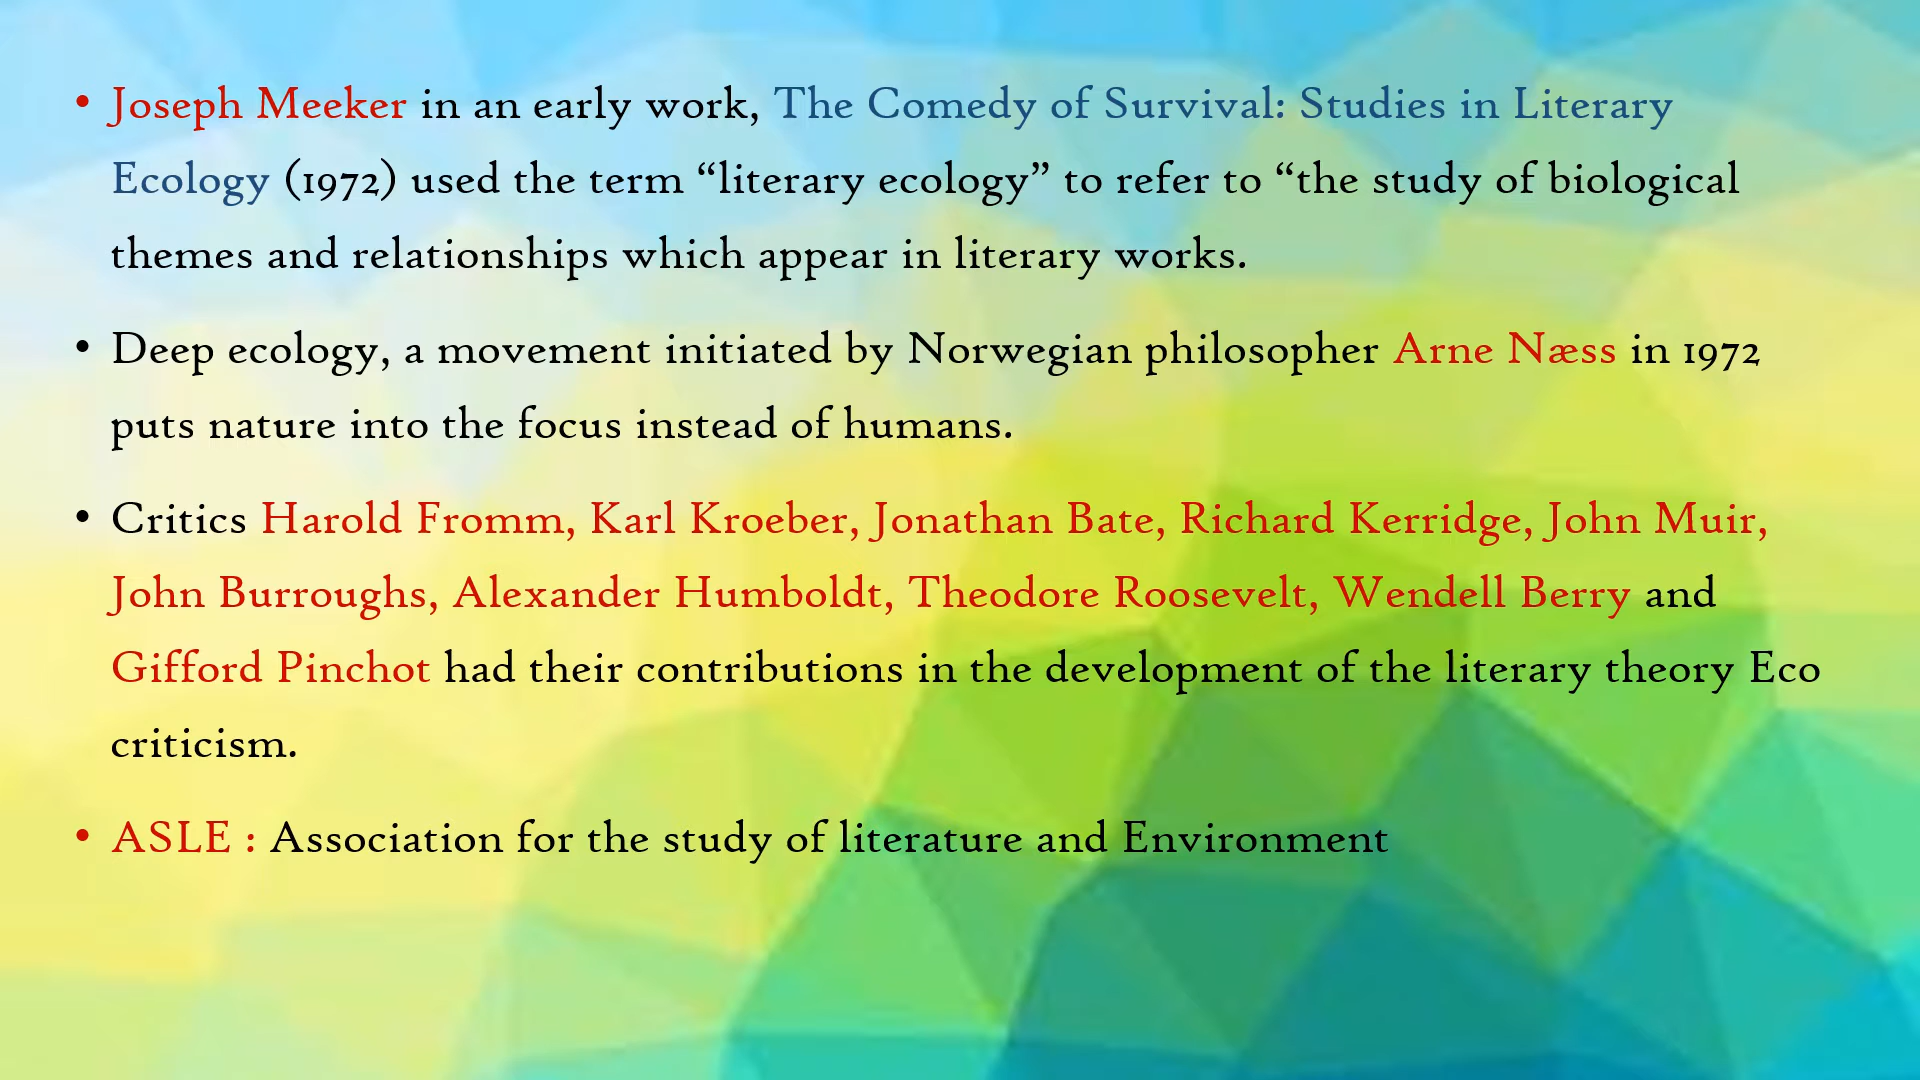 • Joseph Meeker in an early work, The Comedy of Survival: Studies in Literary
Ecology (1972) used the term “literary ecology” to refer to “the study of biological
themes and relationships which appear in literary works.
• Deep ecology, a movement initiated by Norwegian philosopher Arne Næss in 1972
puts nature into the focus instead of humans.
• Critics Harold Fromm, Karl Kroeber, Jonathan Bate, Richard Kerridge, John Muir,
John Burroughs, Alexander Humboldt, Theodore Roosevelt, Wendell Berry and
Gifford Pinchot had their contributions in the development of the literary theory Eco
criticism.
• ASLE : Association for the study of literature and Environment